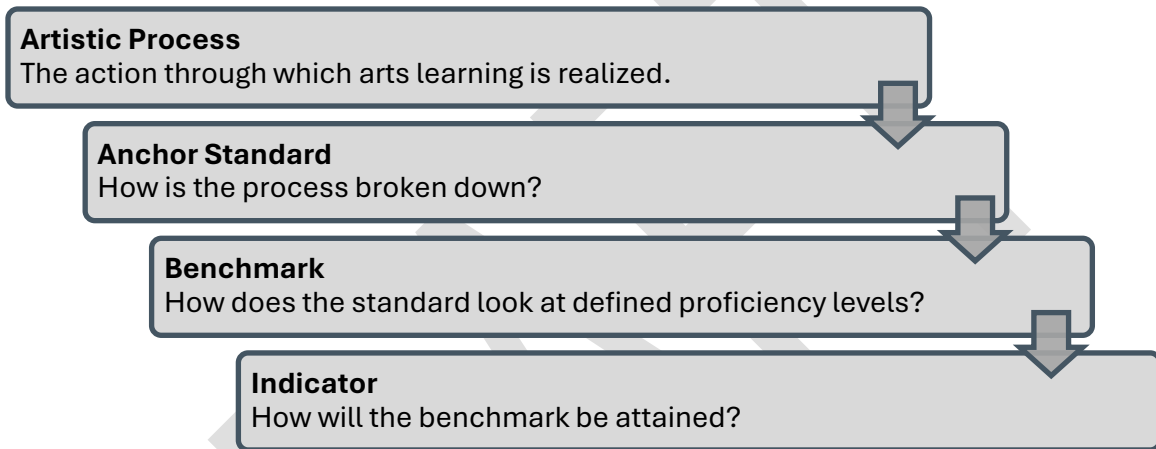 Artistic Process
The action through which arts learning is realized.
Anchor Standard
How is the process broken down?
Benchmark
How does the standard look at defined proficiency levels?
Indicator
How will the benchmark be attained?